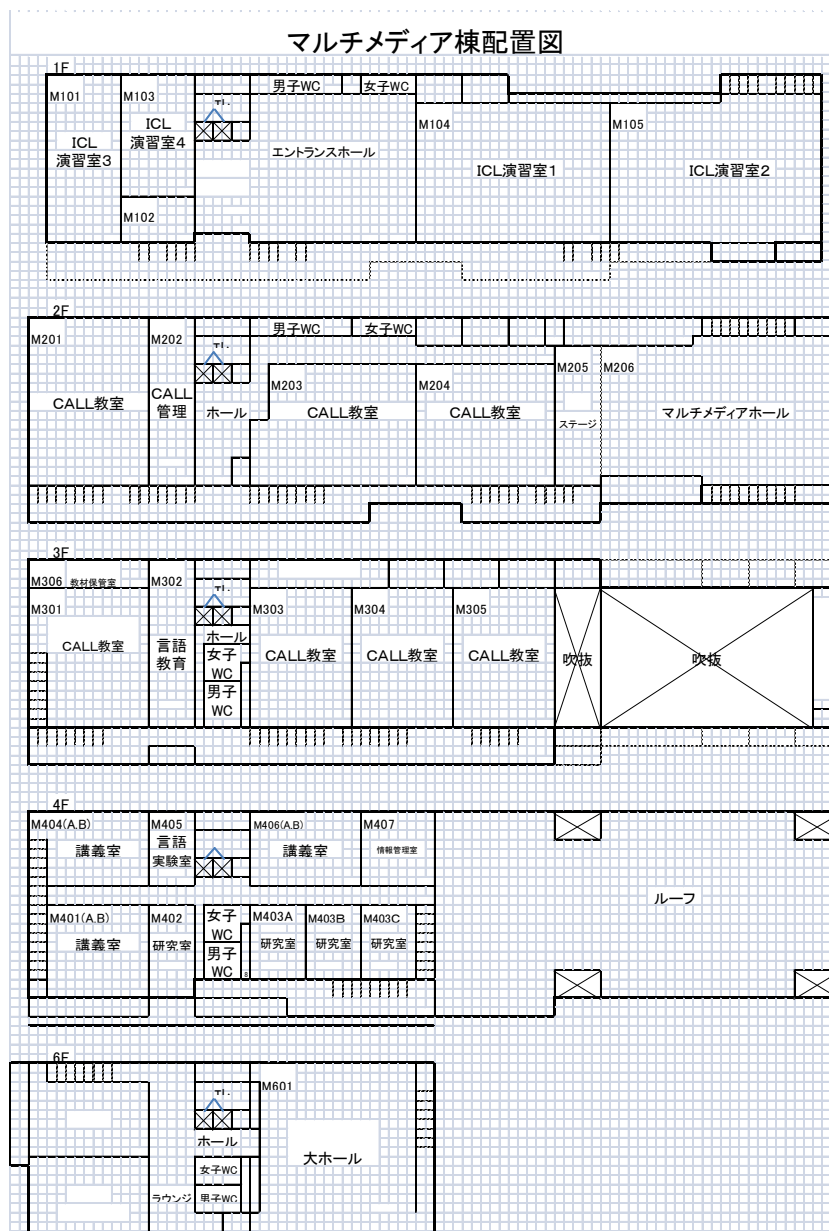 マルチメディア棟配置図
1F
男子WC
女子WC
M101
M103
ICL
演習室3
ICL
演習室4
M102
エントランスホール
M104
ICL演習室1
M105
ICL演習室2
2F
男子WC
女子WC
M201
CALL教室
M202
CALL
管理
ホール
M203
CALL教室
M204
CALL教室
M205
ステージ
M206
マルチメディアホール
3F
M306 教材保管室
M301
CALL教室
M302
言語
教育
ホール
女子
WC
男子
WC
M303
CALL教室
M304
CALL教室
M305
CALL教室
吹抜
吹抜
4F
M404(A.B)
講義室
M405
言語
実験室
M406(A.B)
講義室
M407
情報管理室
M401(A.B)
講義室
M402
研究室
女子
WC
男子
WC
M403A
研究室
M403B
研究室
M403C
研究室
ルーフ
6F
M601
ホール
大ホール
女子WC
ラウンジ
男子WC